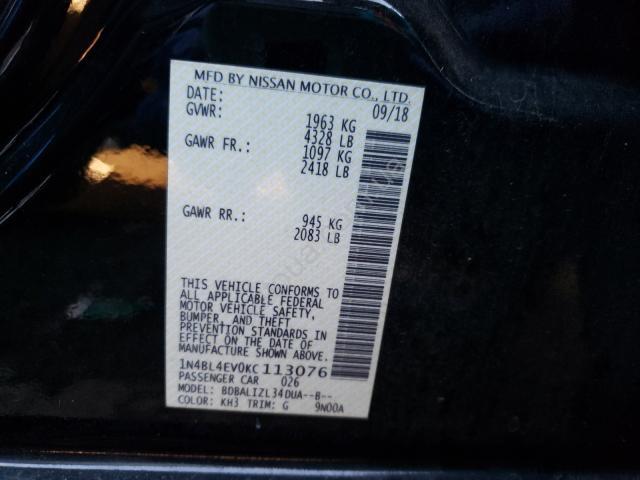 MFD BY NISSAN MOTOR CO., LTD.
DATE: 09/18
GVWR: 1963 KG
4328 LB
GAWR FR.: 1097 KG
2418 LB
GAWR RR.: 945 KG
2083 LB
THIS VEHICLE CONFORMS TO
ALL APPLICABLE FEDERAL
MOTOR VEHICLE SAFETY,
BUMPER, AND THEFT
PREVENTION STANDARDS IN
EFFECT ON THE DATE OF
MANUFACTURE SHOWN ABOVE.
1N4BL4EV0KC113076
PASSENGER CAR 026
MODEL: BDBALIZL34DUA--B--
COLOR: KH3 TRIM: G 9N00A